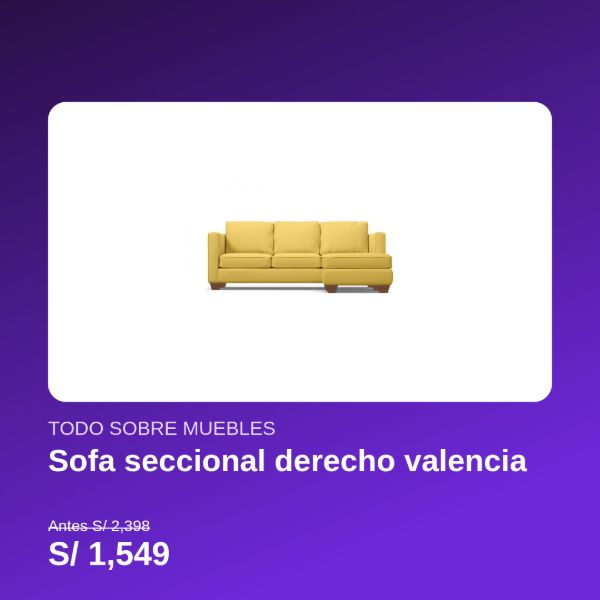 TODO SOBRE MUEBLES
Sofa seccional derecho valencia
Antes S/ 2,398
S/ 1,549